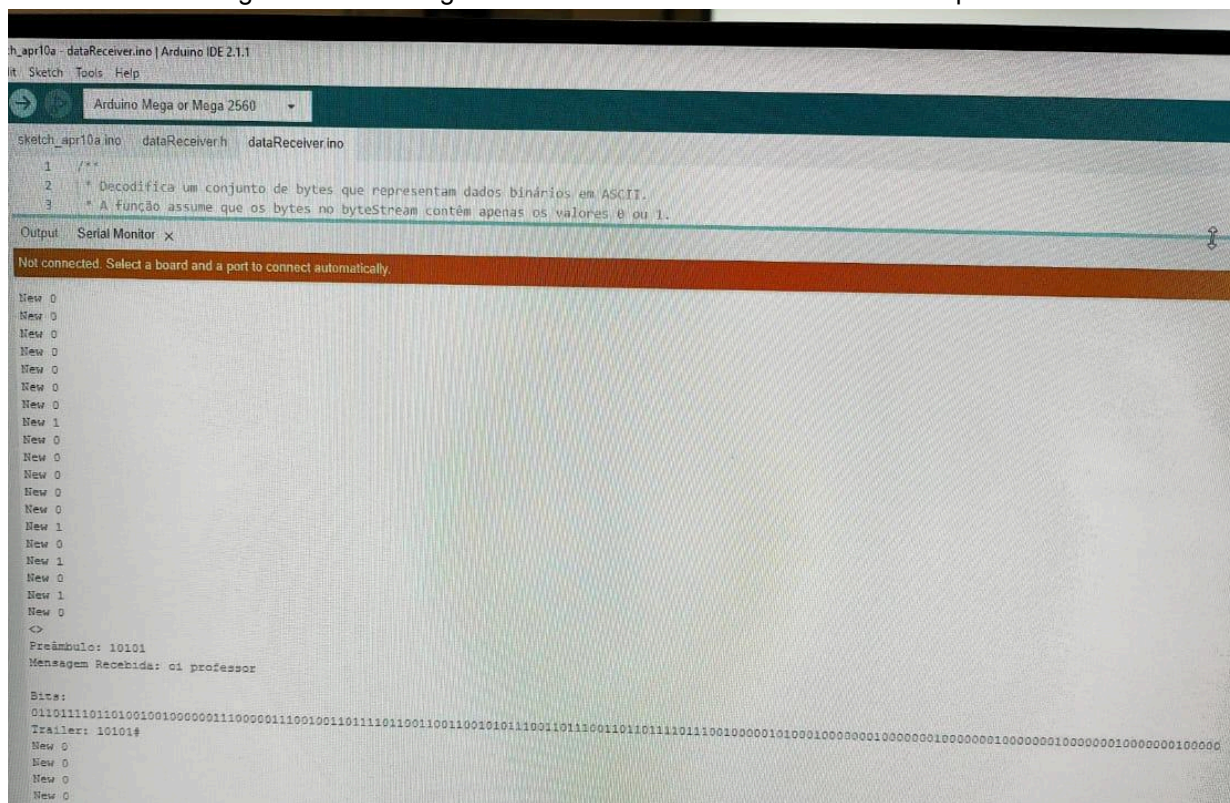 h_apr10a - dataReceiver.ino | Arduino IDE 2.1.1
it Sketch Tools Help
Arduino Mega or Mega 2560
sketch_apr10a.ino dataReceiver.h dataReceiver.ino
1 /**
2 * Decodifica um conjunto de bytes que representam dados binários em ASCII.
3 * A função assume que os bytes no byteStream contêm apenas os valores 0 ou 1.
Output Serial Monitor x
Not connected. Select a board and a port to connect automatically.
New 0
New 0
New 0
New 0
New 0
New 0
New 0
New 1
New 0
New 0
New 0
New 0
New 0
New 1
New 0
New 1
New 0
New 1
New 0
<>
Preâmbulo: 10101
Mensagem Recebida: oi professor
Bits:
0110111101101001001000000111000001110010011011110110011001100101011100110111001101101111011100100000101000100000001000000010000000100000001000000010000000100000
Trailer: 10101#
New 0
New 0
New 0
New 0